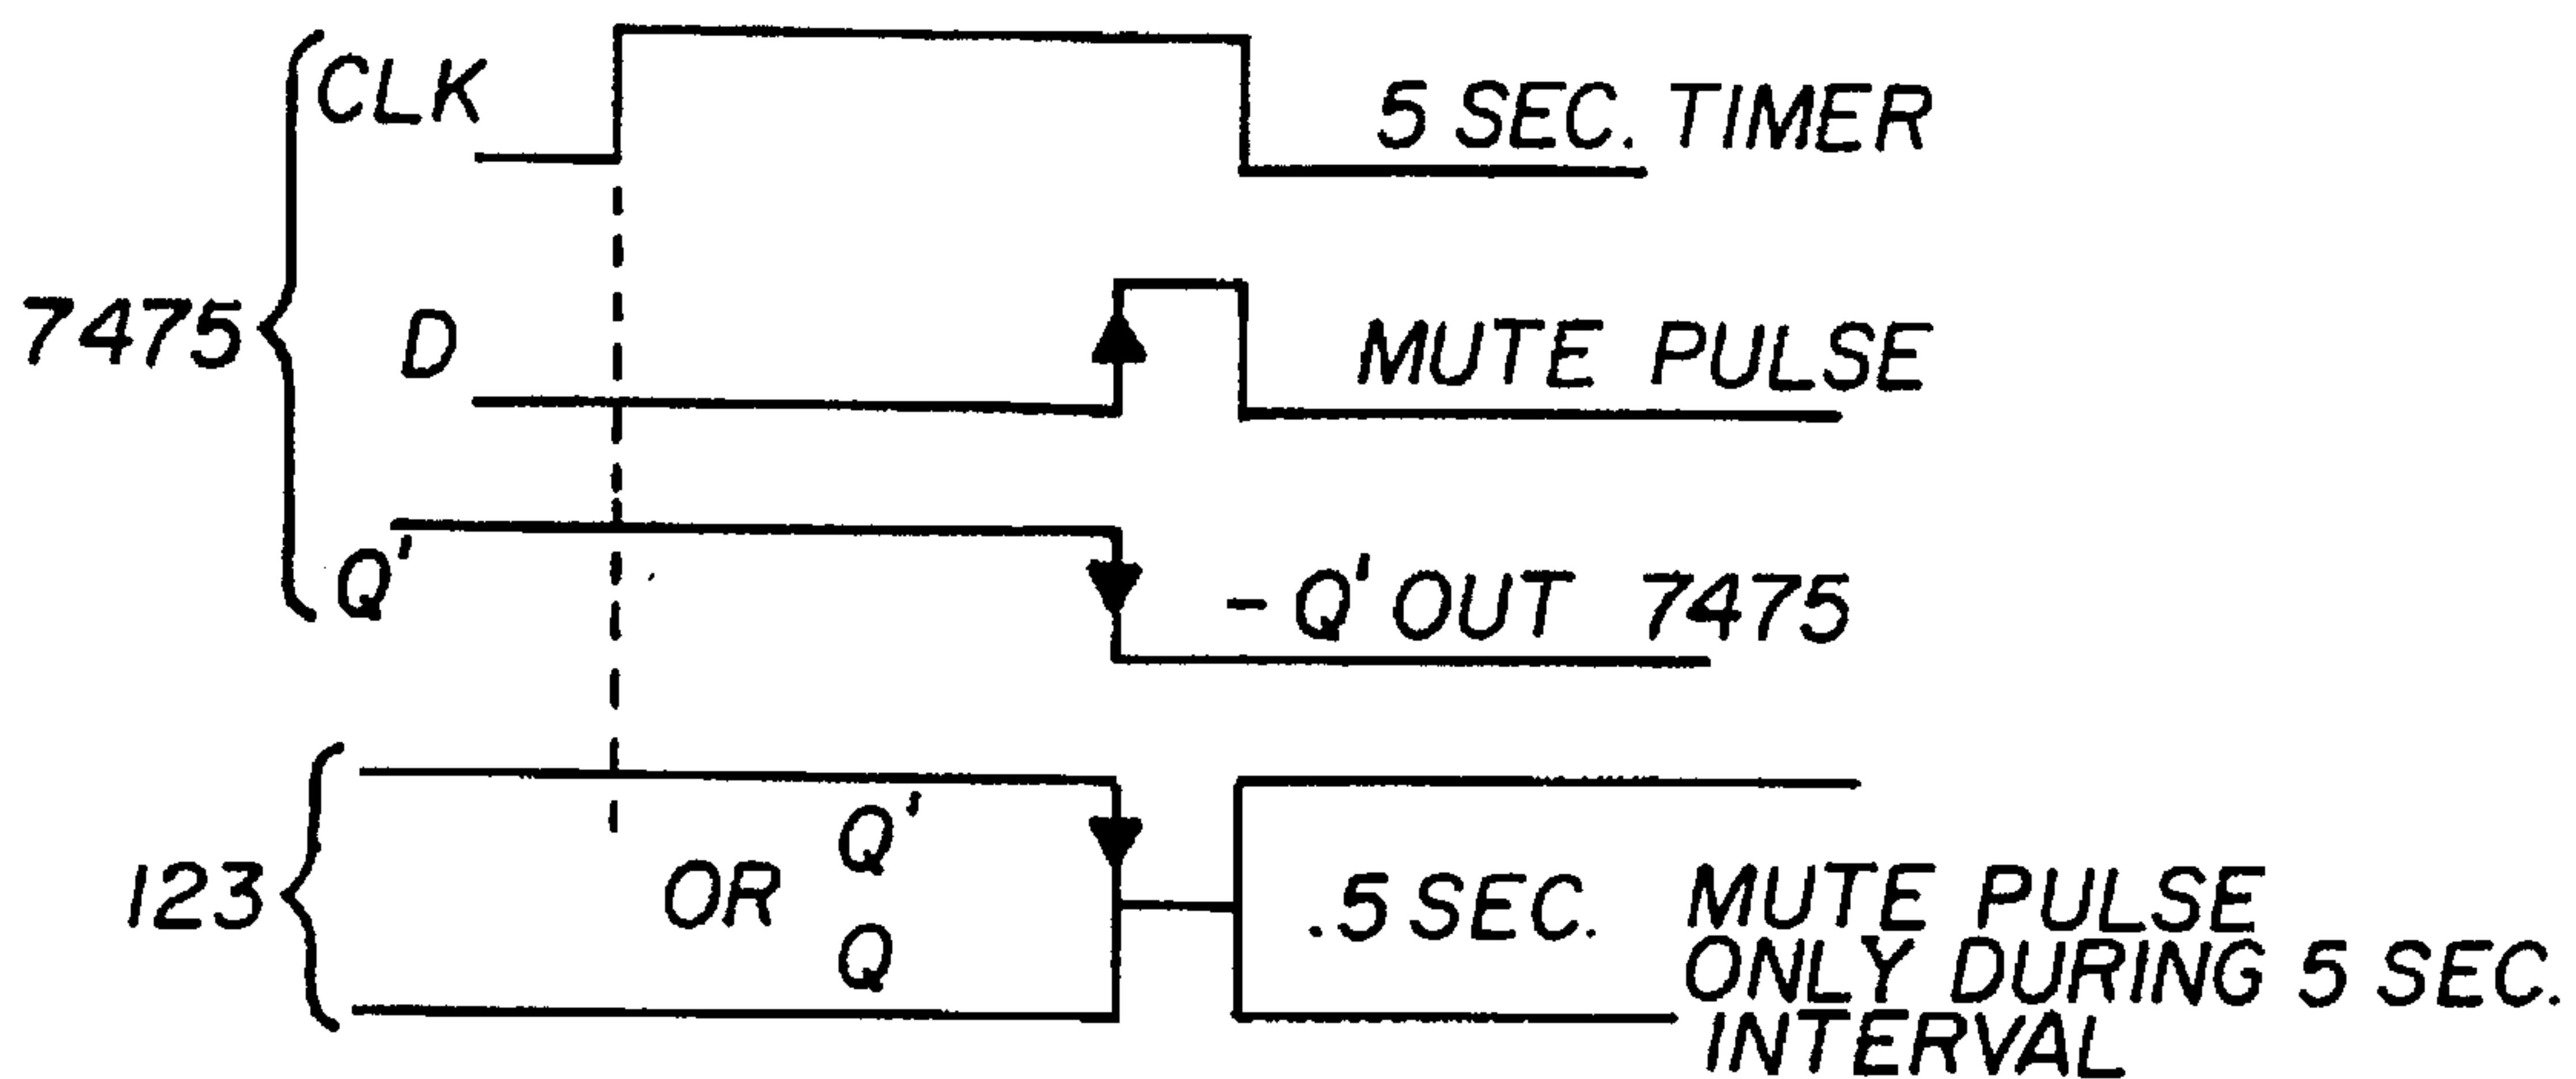 CLK
5 SEC. TIMER
7475
D
MUTE PULSE
Q'
- Q' OUT 7475
123
OR
Q'
Q
.5 SEC.
MUTE PULSE
ONLY DURING 5 SEC.
INTERVAL